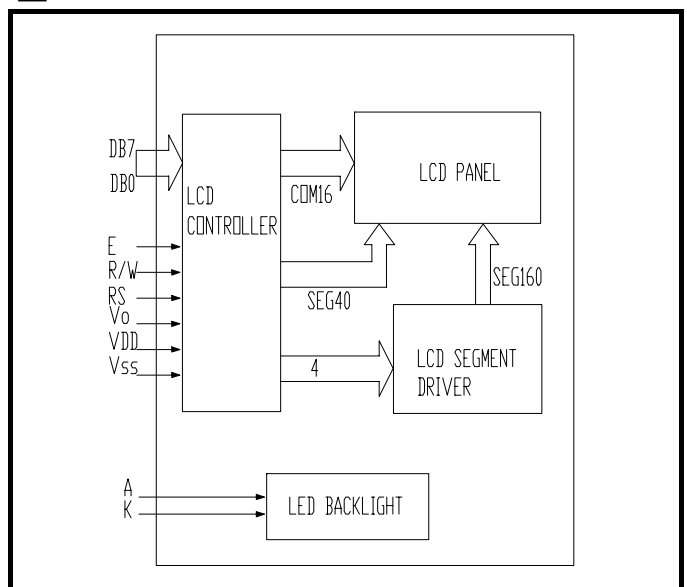 DB7
DB0
E
R/W
RS
Vo
VDD
Vss
LCD
CONTROLLER
COM16
SEG40
4
LCD PANEL
SEG160
LCD SEGMENT
DRIVER
A
K
LED BACKLIGHT